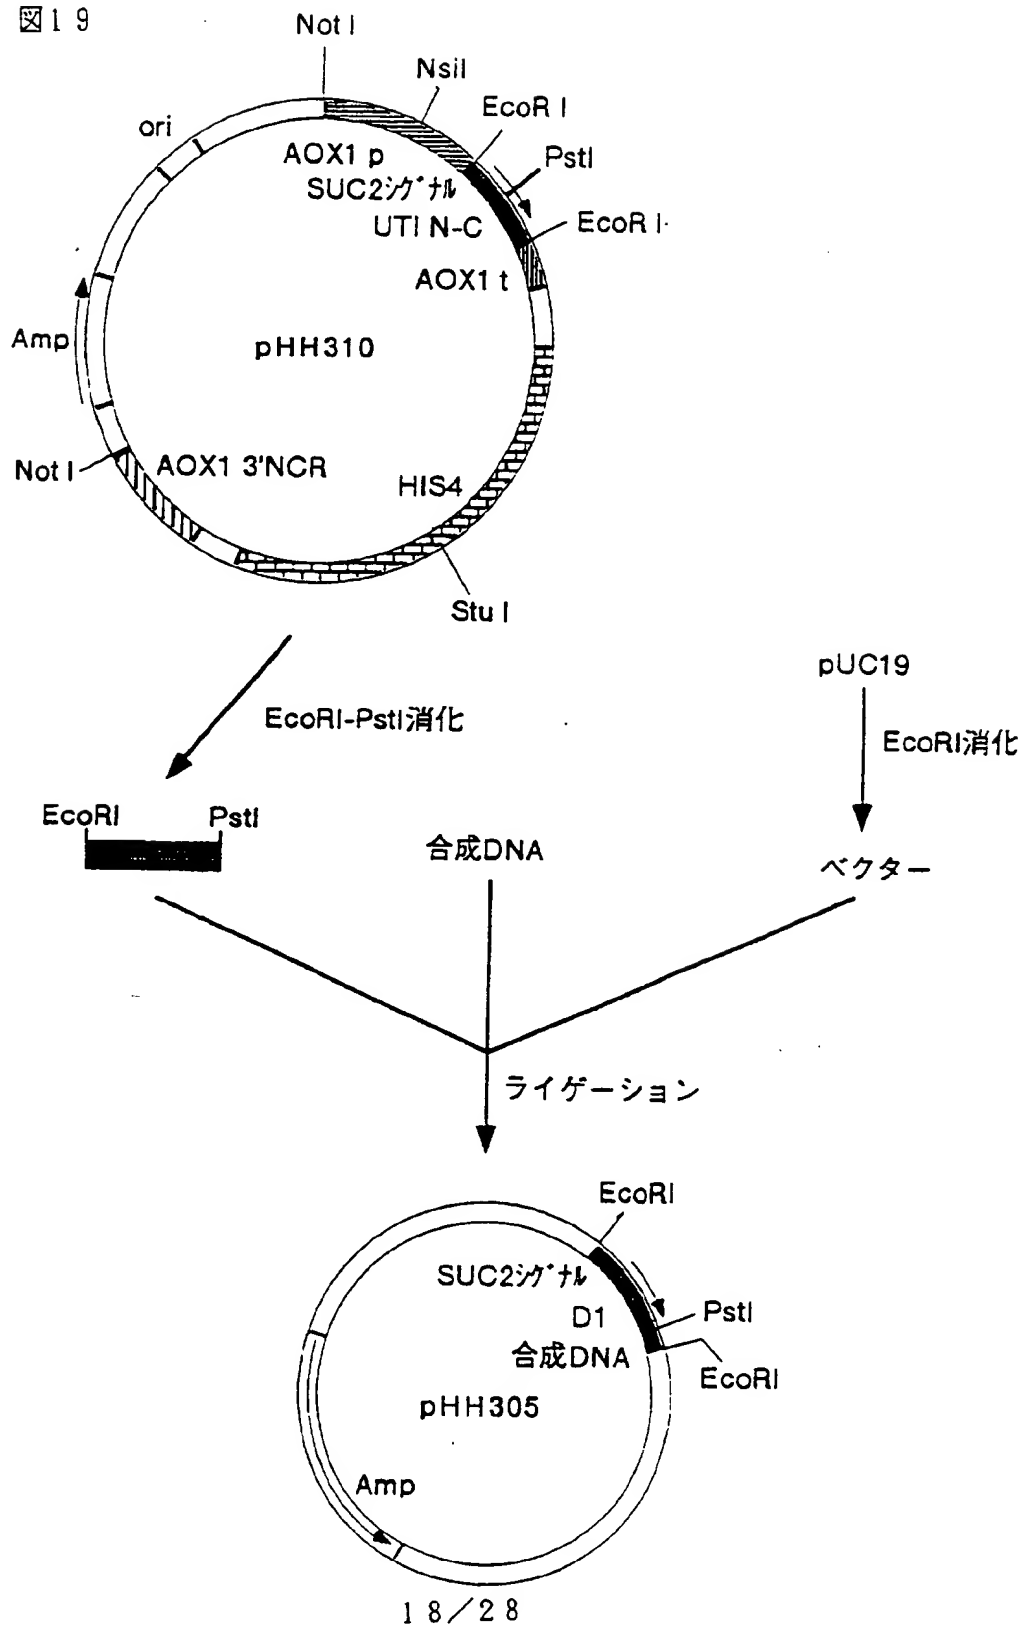 図19
Not I
NsiI
EcoR I
PstI
ori
AOX1 p
SUC2シグナル
UTI N-C
EcoR I
AOX1 t
Amp
pHH310
Not I
AOX1 3'NCR
HIS4
Stu I
pUC19
EcoRI-PstI消化
EcoRI消化
EcoRI
PstI
合成DNA
ベクター
ライゲーション
EcoRI
SUC2シグナル
D1
PstI
合成DNA
EcoRI
pHH305
Amp
18/28